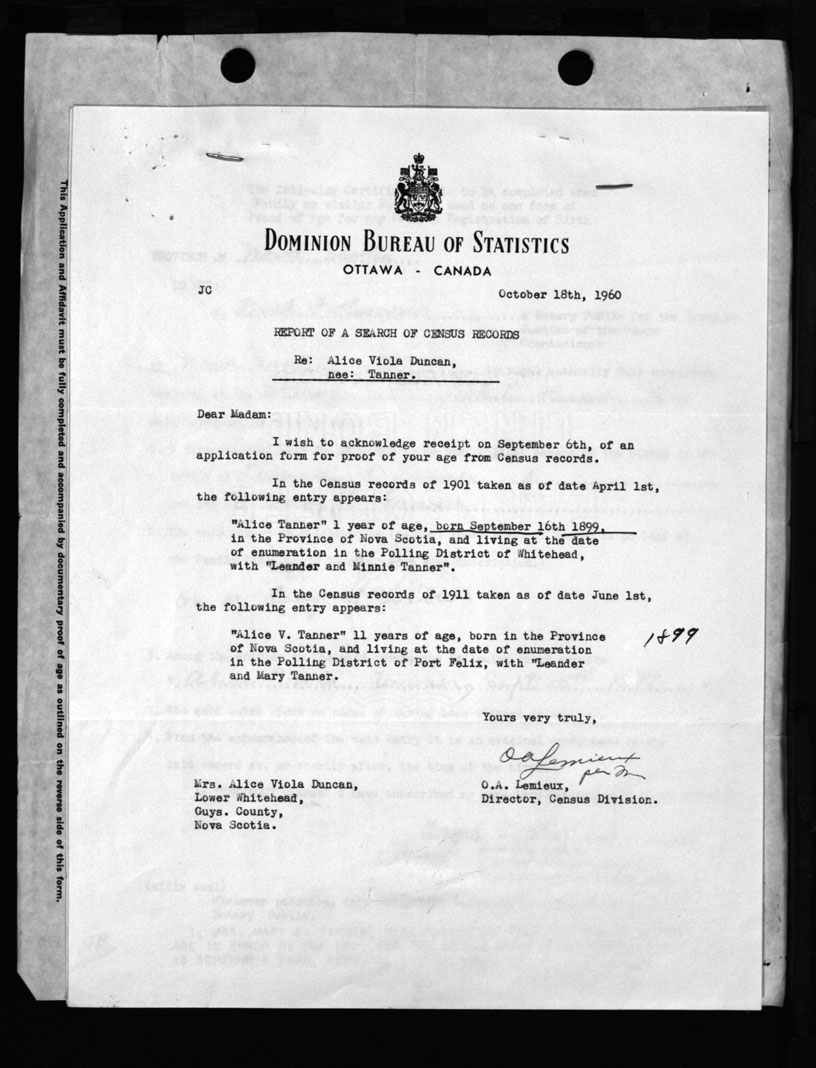 DOMINION BUREAU OF STATISTICS
OTTAWA - CANADA
JC
October 18th, 1960
REPORT OF A SEARCH OF CENSUS RECORDS
Re: Alice Viola Duncan,
nee: Tanner.
Dear Madam:
I wish to acknowledge receipt on September 6th, of an
application form for proof of your age from Census records.
In the Census records of 1901 taken as of date April 1st,
the following entry appears:
"Alice Tanner" 1 year of age, born September 16th 1899,
in the Province of Nova Scotia, and living at the date
of enumeration in the Polling District of Whitehead,
with "Leander and Minnie Tanner".
In the Census records of 1911 taken as of date June 1st,
the following entry appears:
"Alice V. Tanner" 11 years of age, born in the Province
of Nova Scotia, and living at the date of enumeration
in the Polling District of Port Felix, with "Leander
and Mary Tanner.
1899
Yours very truly,
OA Lemieux
per
Mrs. Alice Viola Duncan,
Lower Whitehead,
Guys. County,
Nova Scotia.
O.A. Lemieux,
Director, Census Division.
This Application and Affidavit must be fully completed and accompanied by documentary proof of age as outlined on the reverse side of this form.